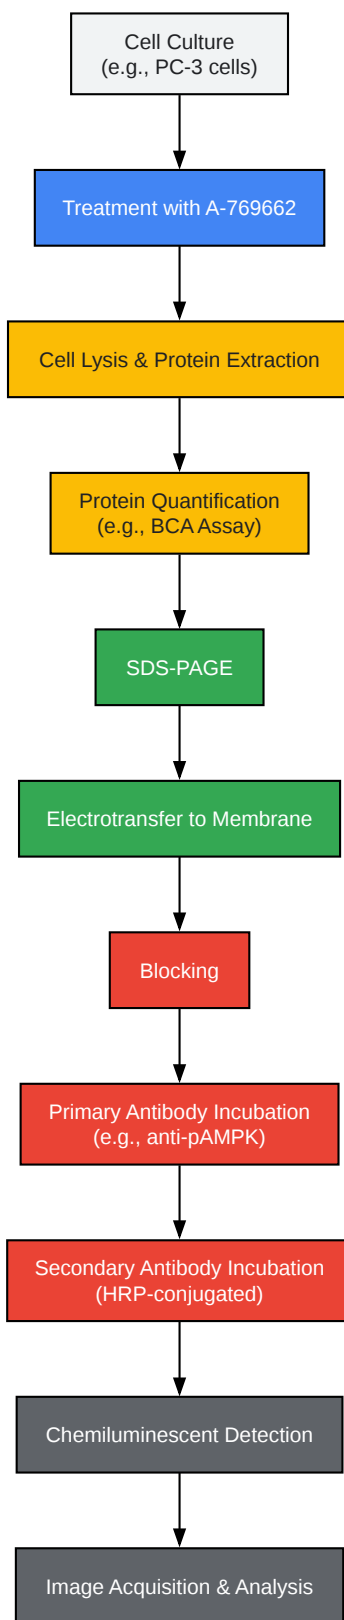 Cell Culture
(e.g., PC-3 cells)
Treatment with A-769662
Cell Lysis & Protein Extraction
Protein Quantification
(e.g., BCA Assay)
SDS-PAGE
Electrotransfer to Membrane
Blocking
Primary Antibody Incubation
(e.g., anti-pAMPK)
Secondary Antibody Incubation
(HRP-conjugated)
Chemiluminescent Detection
Image Acquisition & Analysis